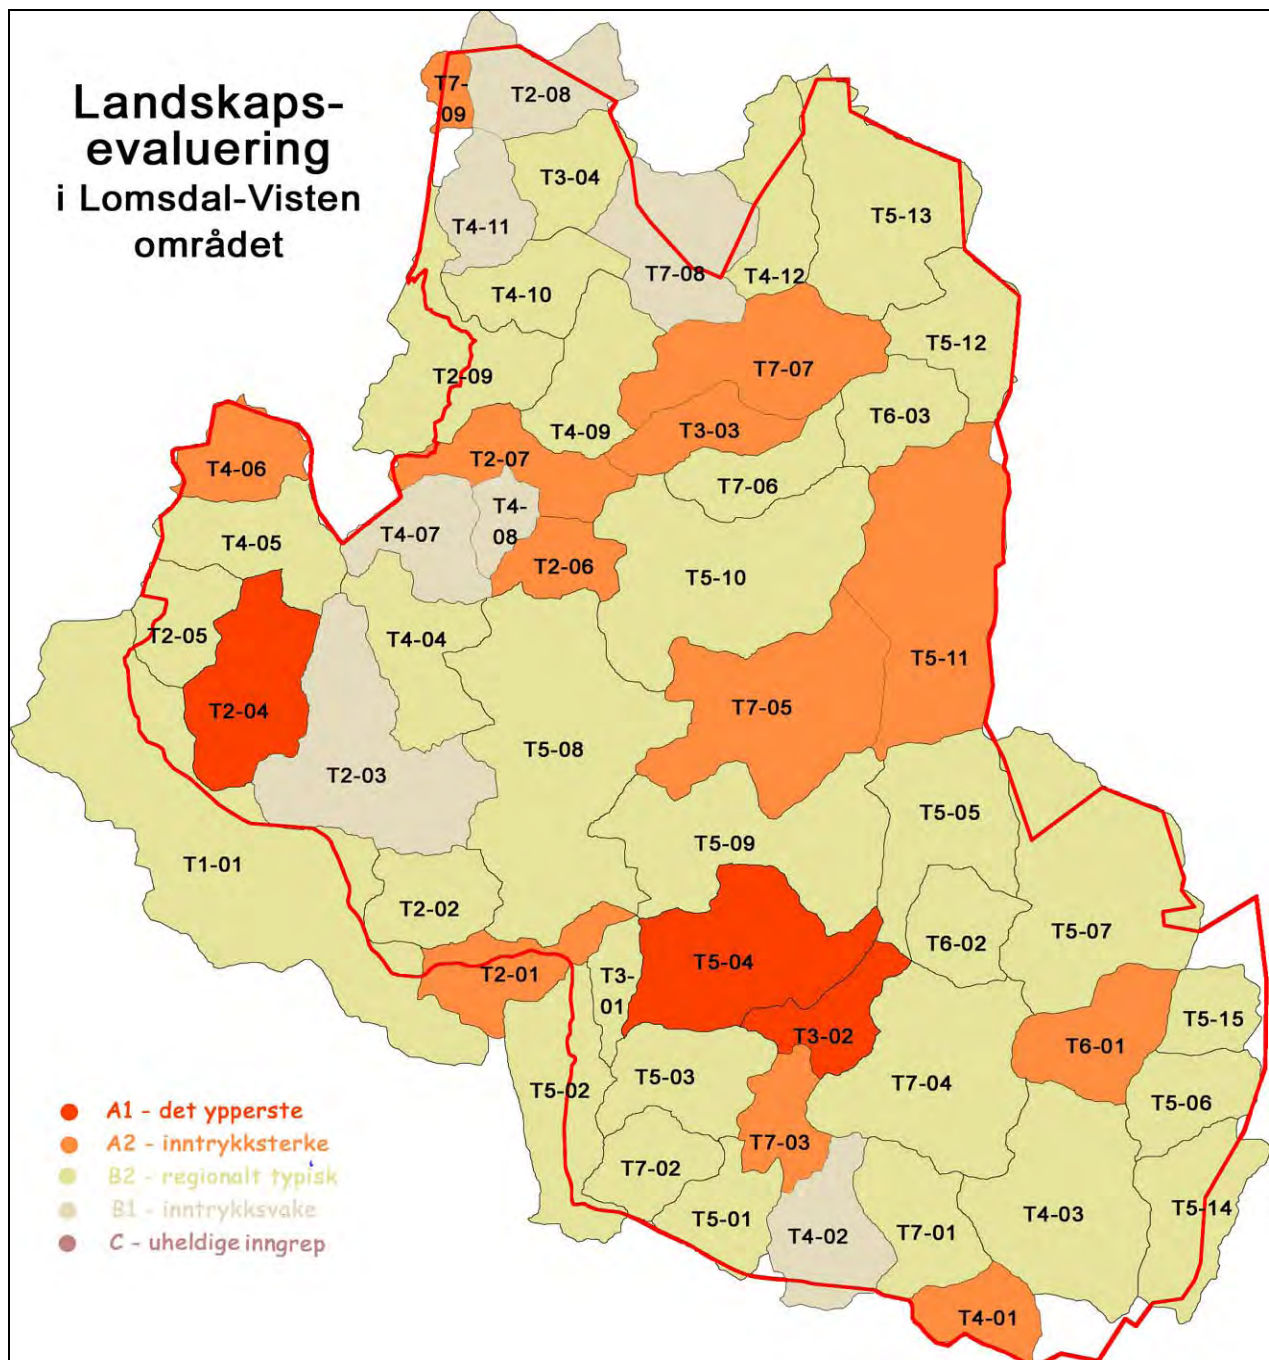 Landskaps-
evaluering
i Lomsdal-Visten
området
T7-
09
T2-08
T3-04
T4-11
T5-13
T7-08
T4-12
T4-10
T5-12
T2-09
T7-07
T6-03
T4-09
T3-03
T2-07
T4-06
T7-06
T4-
08
T4-07
T4-05
T2-06
T5-10
T2-05
T4-04
T5-11
T2-04
T7-05
T5-08
T2-03
T5-05
T5-09
T1-01
T2-02
T6-02
T5-07
T5-04
T2-01
T3-
01
T5-15
T3-02
T6-01
T5-03
T7-04
T5-02
T5-06
A1 - det ypperste
A2 - inntrykksterke
B2 - regionalt typisk
B1 - inntrykksvake
C - uheldige inngrep
T7-03
T7-02
T5-14
T5-01
T4-02
T7-01
T4-03
T4-01